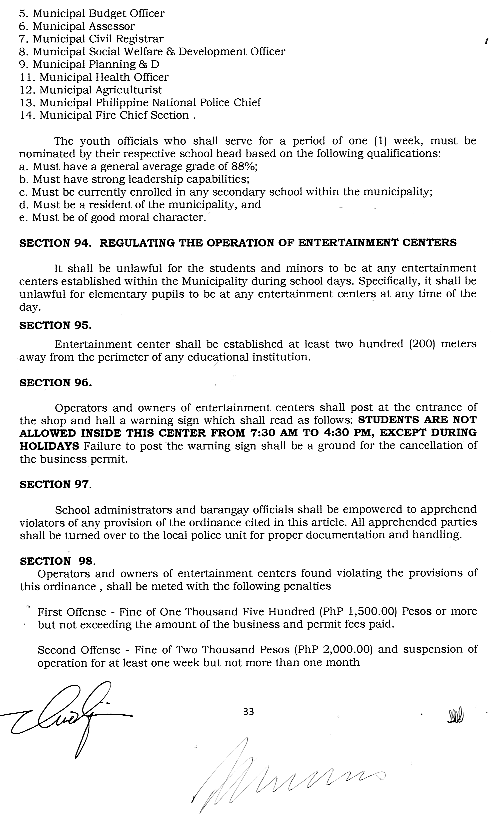 5. Municipal Budget Officer
6. Municipal Assessor
7. Municipal Civil Registrar
8. Municipal Social Welfare & Development Officer
9. Municipal Planning & D
11. Municipal Health Officer
12. Municipal Agriculturist
13. Municipal Philippine National Police Chief
14. Municipal Fire Chief Section .
The youth officials who shall serve for a period of one (1) week, must be
nominated by their respective school head based on the following qualifications:
a. Must have a general average grade of 88%;
b. Must have strong leadership capabilities;
c. Must be currently enrolled in any secondary school within the municipality;
d. Must be a resident of the municipality, and
e. Must be of good moral character.
SECTION 94. REGULATING THE OPERATION OF ENTERTAINMENT CENTERS
It shall be unlawful for the students and minors to be at any entertainment
centers established within the Municipality during school days. Specifically, it shall be
unlawful for elementary pupils to be at any entertainment centers at any time of the
day.
SECTION 95.
Entertainment center shall be established at least two hundred (200) meters
away from the perimeter of any educational institution.
SECTION 96.
Operators and owners of entertainment centers shall post at the entrance of
the shop and hall a warning sign which shall read as follows: STUDENTS ARE NOT
ALLOWED INSIDE THIS CENTER FROM 7:30 AM TO 4:30 PM, EXCEPT DURING
HOLIDAYS Failure to post the warning sign shall be a ground for the cancellation of
the business permit.
SECTION 97.
School administrators and barangay officials shall be empowered to apprehend
violators of any provision of the ordinance cited in this article. All apprehended parties
shall be turned over to the local police unit for proper documentation and handling.
SECTION 98.
Operators and owners of entertainment centers found violating the provisions of
this ordinance , shall be meted with the following penalties
First Offense - Fine of One Thousand Five Hundred (PhP 1,500.00) Pesos or more
but not exceeding the amount of the business and permit fees paid.
Second Offense - Fine of Two Thousand Pesos (PhP 2,000.00) and suspension of
operation for at least one week but not more than one month
33